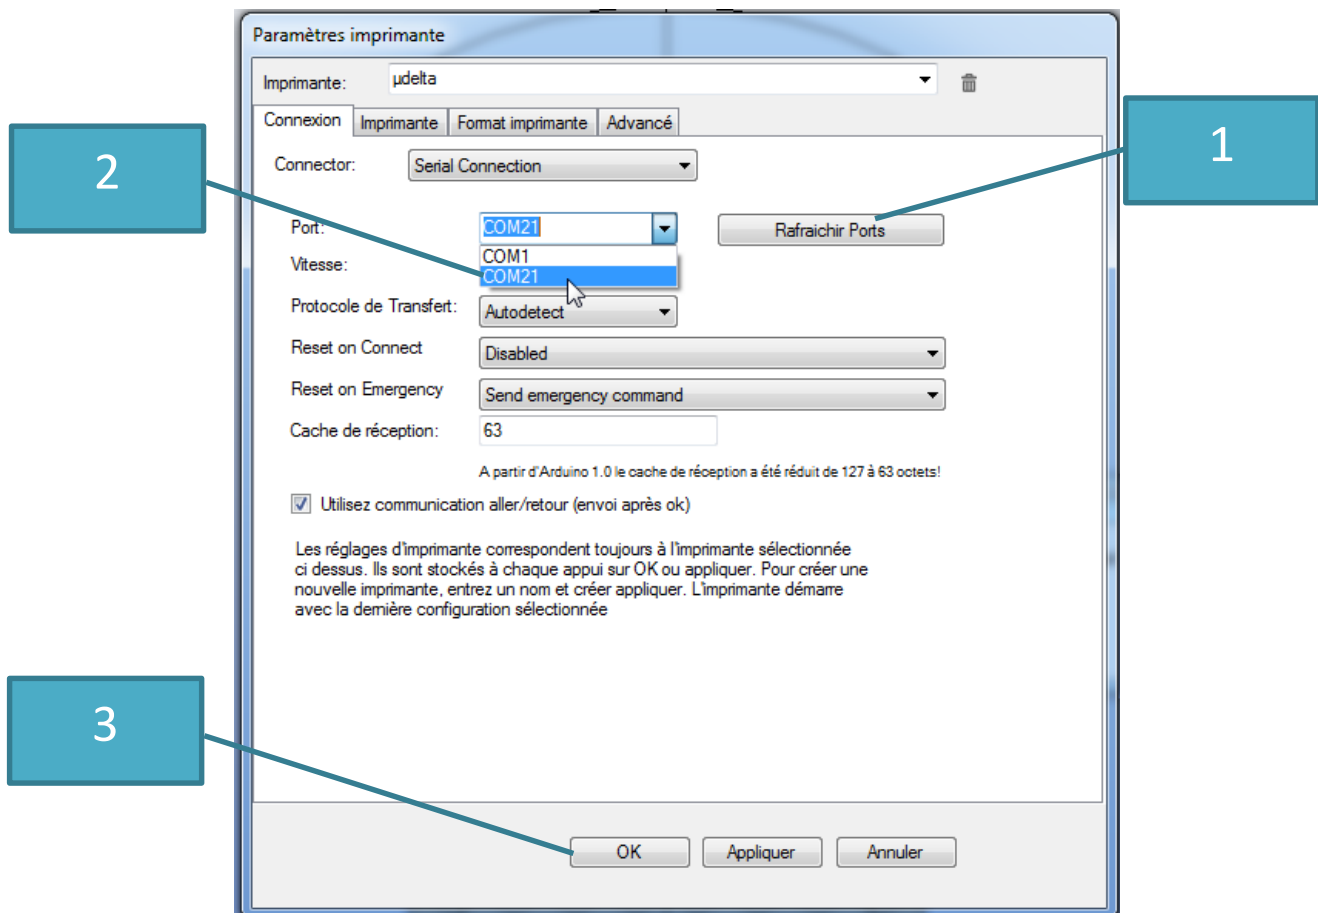 Paramètres imprimante
Imprimante: µdelta
Connexion Imprimante Format imprimante Advancé
1
2
Connector: Serial Connection
Port: COM21 Rafraichir Ports
COM1
Vitesse:
COM21
Protocole de Transfert: Autodetect
Reset on Connect Disabled
Reset on Emergency Send emergency command
Cache de réception: 63
A partir d'Arduino 1.0 le cache de réception a été réduit de 127 à 63 octets!
Utilisez communication aller/retour (envoi après ok)
Les réglages d'imprimante correspondent toujours à l'imprimante sélectionnée
ci dessus. Ils sont stockés à chaque appui sur OK ou appliquer. Pour créer une
nouvelle imprimante, entrez un nom et créer appliquer. L'imprimante démarre
avec la dernière configuration sélectionnée
3
OK Appliquer Annuler